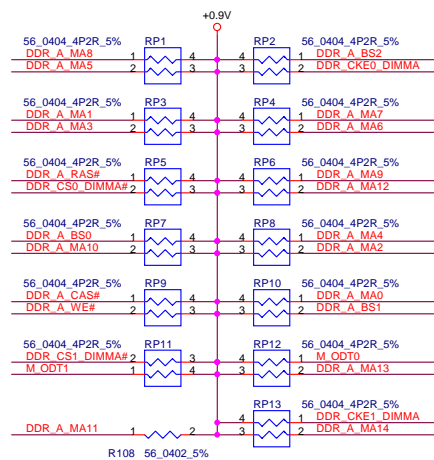 +0.9V
56_0404_4P2R_5% RP1 RP2 56_0404_4P2R_5%
DDR_A_MA8 1 4 4 1 DDR_A_BS2
DDR_A_MA5 2 3 3 2 DDR_CKE0_DIMMA
56_0404_4P2R_5% RP3 RP4 56_0404_4P2R_5%
DDR_A_MA1 1 4 4 1 DDR_A_MA7
DDR_A_MA3 2 3 3 2 DDR_A_MA6
56_0404_4P2R_5% RP5 RP6 56_0404_4P2R_5%
DDR_A_RAS# 1 4 4 1 DDR_A_MA9
DDR_CS0_DIMMA# 2 3 3 2 DDR_A_MA12
56_0404_4P2R_5% RP7 RP8 56_0404_4P2R_5%
DDR_A_BS0 1 4 4 1 DDR_A_MA4
DDR_A_MA10 2 3 3 2 DDR_A_MA2
56_0404_4P2R_5% RP9 RP10 56_0404_4P2R_5%
DDR_A_CAS# 1 4 4 1 DDR_A_MA0
DDR_A_WE# 2 3 3 2 DDR_A_BS1
56_0404_4P2R_5% RP11 RP12 56_0404_4P2R_5%
DDR_CS1_DIMMA# 2 3 4 1 M_ODT0
M_ODT1 1 4 3 2 DDR_A_MA13
RP13 56_0404_4P2R_5%
4 1 DDR_CKE1_DIMMA
DDR_A_MA11 1 2 3 2 DDR_A_MA14
R108 56_0402_5%